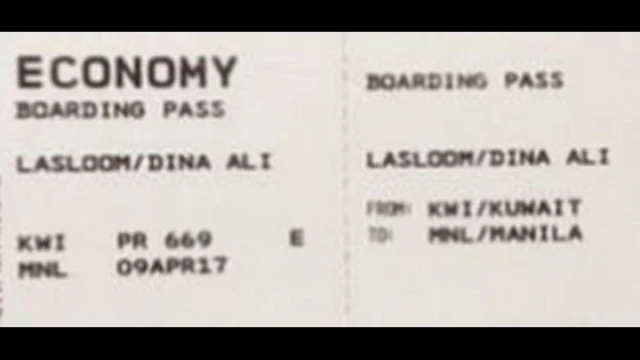 ECONOMY
BOARDING PASS
LASLOOM/DINA ALI
KWI PR 669 E
MNL 09APR17
BOARDING PASS
LASLOOM/DINA ALI
FROM: KWI/KUWAIT
TO: MNL/MANILA